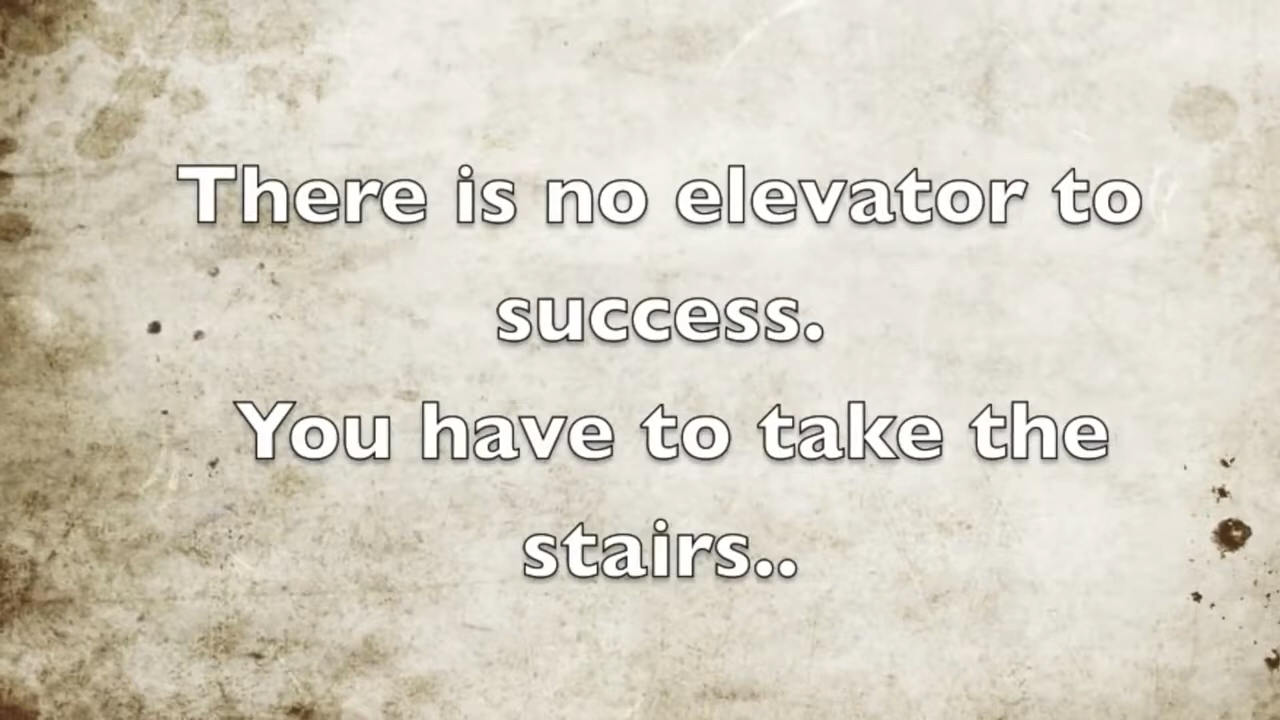 There is no elevator to
success.
You have to take the
stairs..